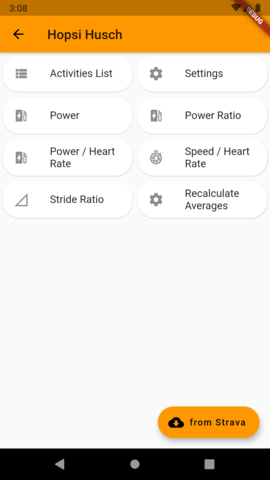 3:08
DEBUG
Hopsi Husch
Activities List
Settings
Power
Power Ratio
Power / Heart
Rate
Speed / Heart
Rate
Stride Ratio
Recalculate
Averages
from Strava